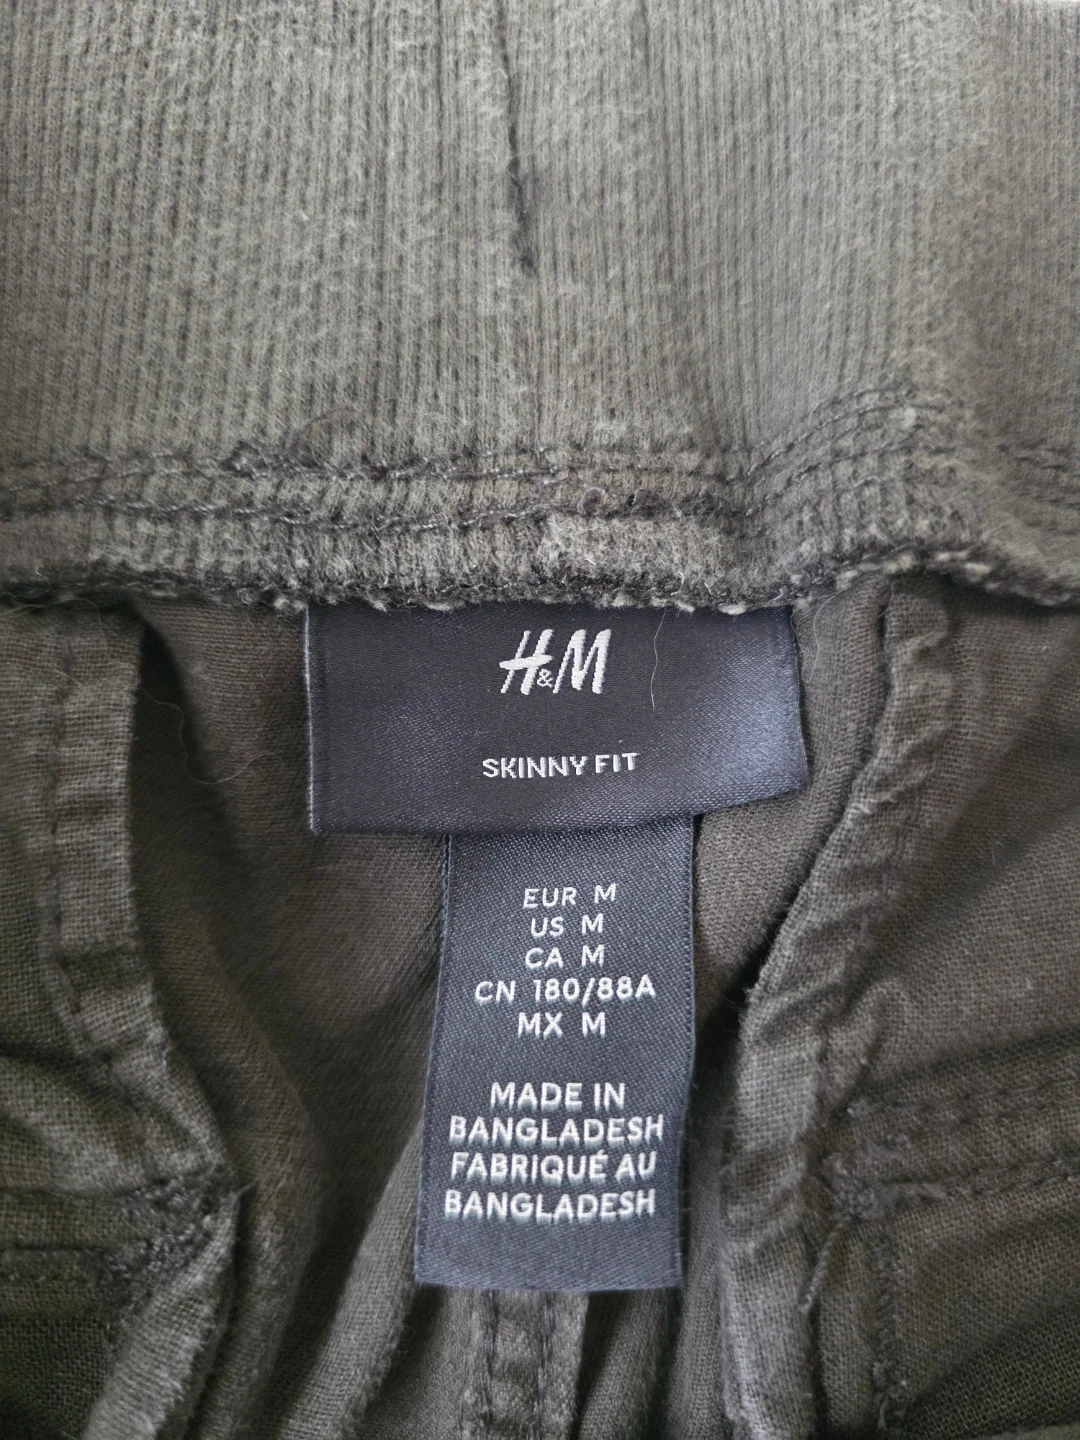 H&M
SKINNY FIT
EUR M
US M
CA M
CN 180/88A
MX M
MADE IN
BANGLADESH
FABRIQUÉ AU
BANGLADESH